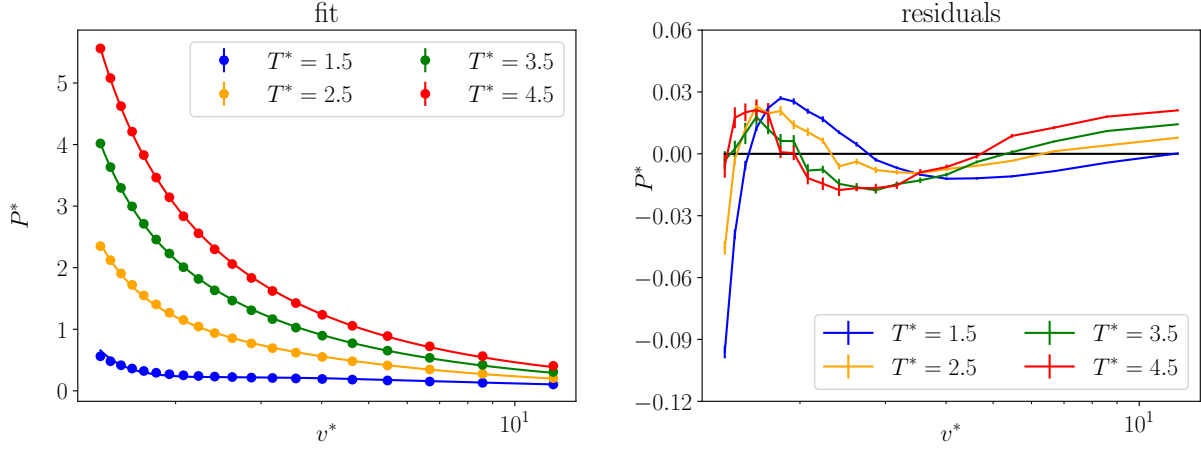 fit
P*
5
4
3
2
1
0
T* = 1.5
T* = 2.5
T* = 3.5
T* = 4.5
10¹
v*
residuals
P*
0.06
0.03
0.00
−0.03
−0.06
−0.09
−0.12
T* = 1.5
T* = 2.5
T* = 3.5
T* = 4.5
10¹
v*